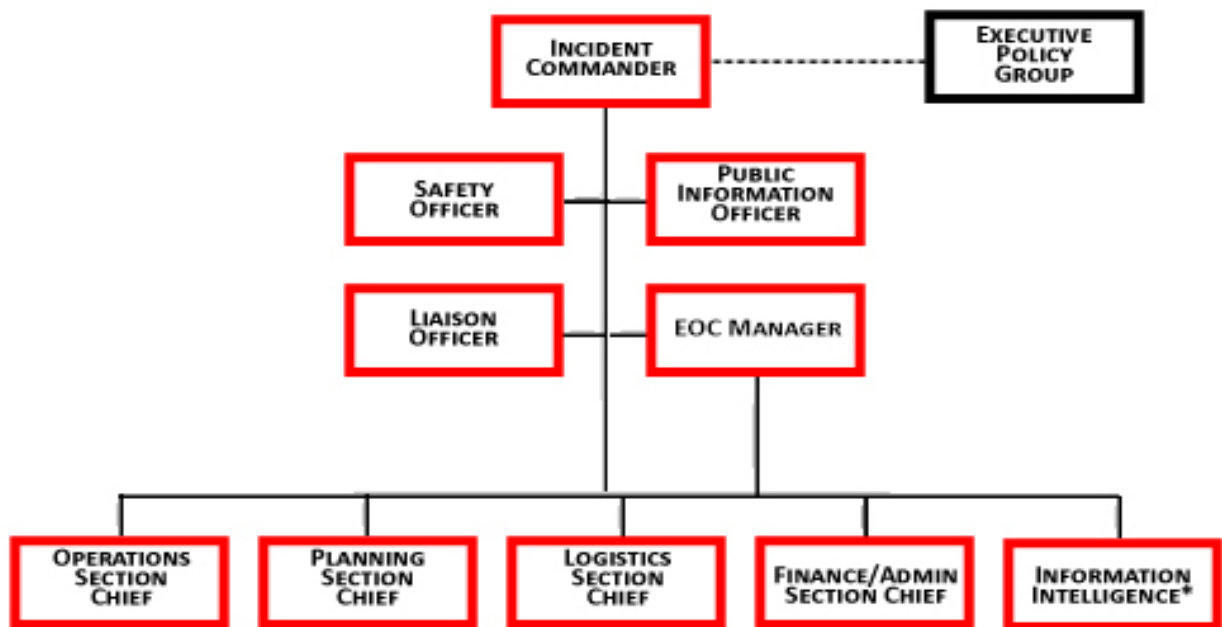 INCIDENT
COMMANDER
EXECUTIVE
POLICY
GROUP
SAFETY
OFFICER
PUBLIC
INFORMATION
OFFICER
LIAISON
OFFICER
EOC MANAGER
OPERATIONS
SECTION
CHIEF
PLANNING
SECTION
CHIEF
LOGISTICS
SECTION
CHIEF
FINANCE/ADMIN
SECTION CHIEF
INFORMATION
INTELLIGENCE*